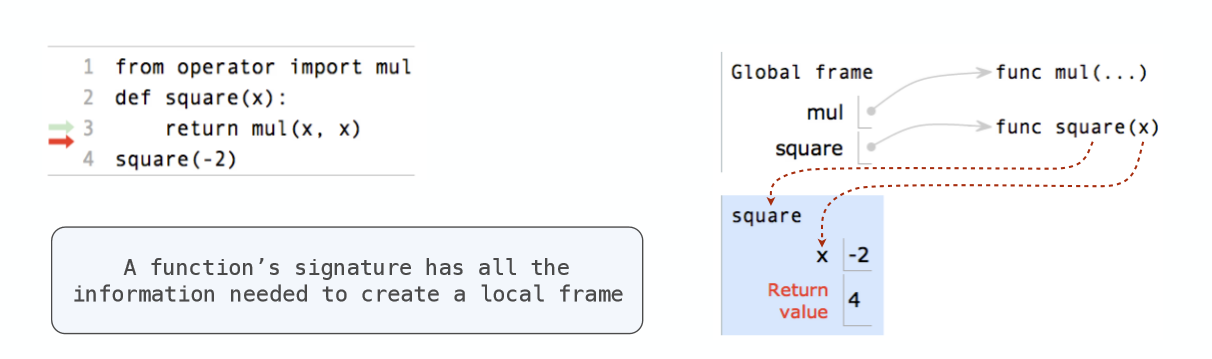 1 from operator import mul
2 def square(x):
3     return mul(x, x)
4 square(-2)
A function’s signature has all the
information needed to create a local frame
Global frame
mul
square
func mul(...)
func square(x)
square
x -2
Return
value 4